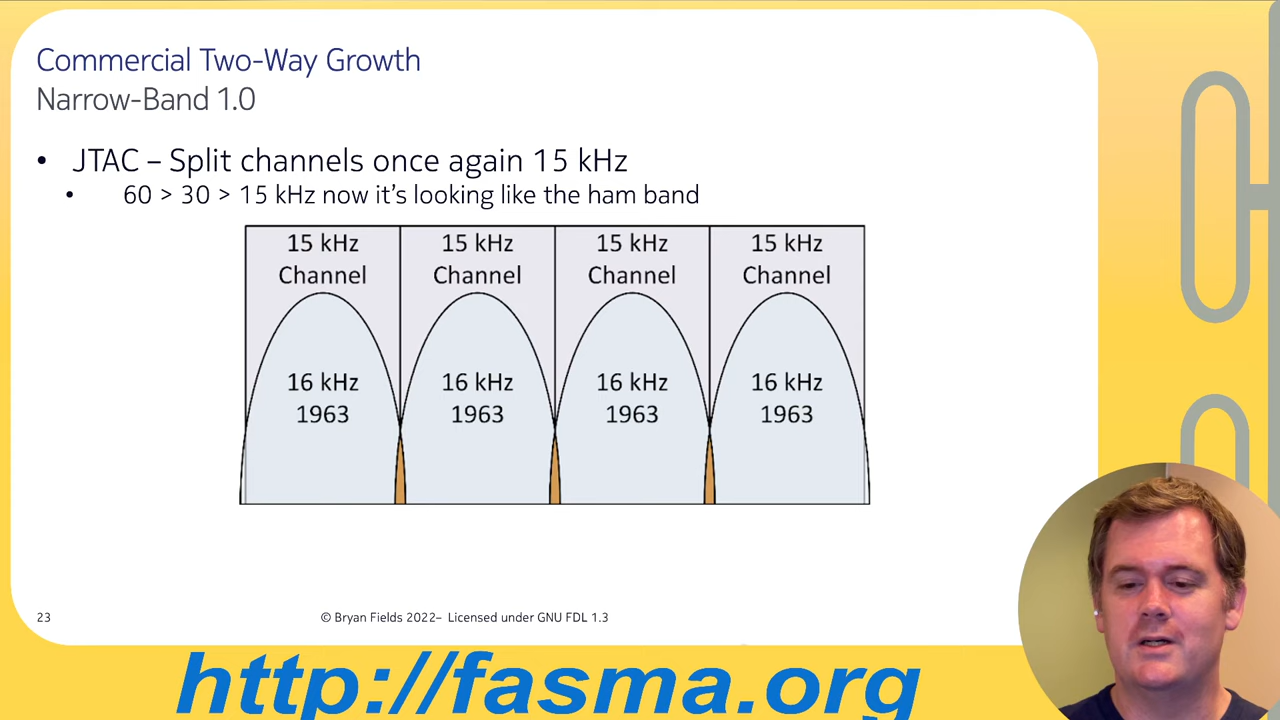 Commercial Two-Way Growth
Narrow-Band 1.0
• JTAC – Split channels once again 15 kHz
• 60 > 30 > 15 kHz now it's looking like the ham band
15 kHz 15 kHz 15 kHz 15 kHz
Channel Channel Channel Channel
16 kHz 16 kHz 16 kHz 16 kHz
1963 1963 1963 1963
23 © Bryan Fields 2022– Licensed under GNU FDL 1.3
http://fasma.org